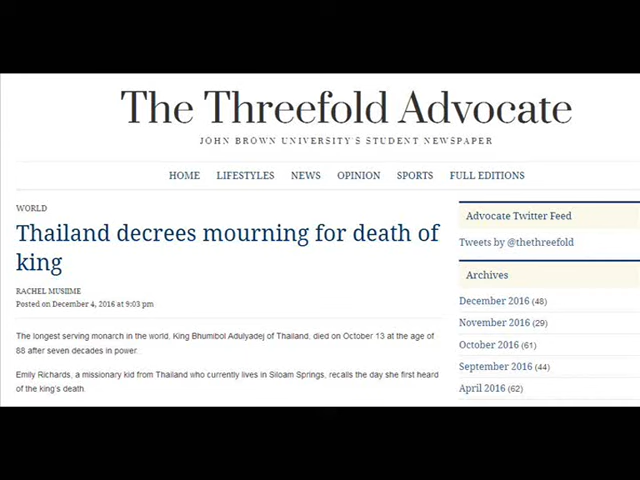 The Threefold Advocate
JOHN BROWN UNIVERSITY'S STUDENT NEWSPAPER
HOME LIFESTYLES NEWS OPINION SPORTS FULL EDITIONS
WORLD
Thailand decrees mourning for death of
king
RACHEL MUSIIME
Posted on December 4, 2016 at 9:03 pm
The longest serving monarch in the world, King Bhumibol Adulyadej of Thailand, died on October 13 at the age of
88 after seven decades in power.
Emily Richards, a missionary kid from Thailand who currently lives in Siloam Springs, recalls the day she first heard
of the king's death.
Advocate Twitter Feed
Tweets by @thethreefold
Archives
December 2016 (48)
November 2016 (29)
October 2016 (61)
September 2016 (44)
April 2016 (62)